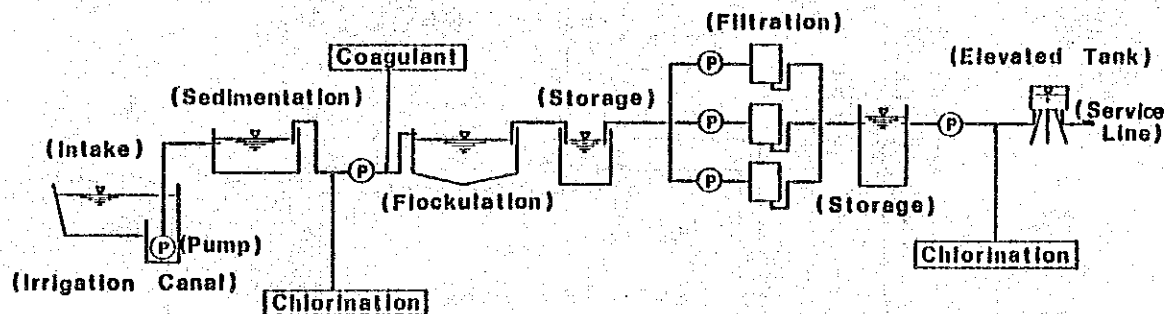 (Filtration)
Coagulant
(Elevated Tank)
(Sedimentation)
(Storage)
P
(Service
Line)
(Intake)
P
P
P
P
(Flockulation)
P
(Storage)
P (Pump)
(Irrigation Canal)
Chlorination
Chlorination